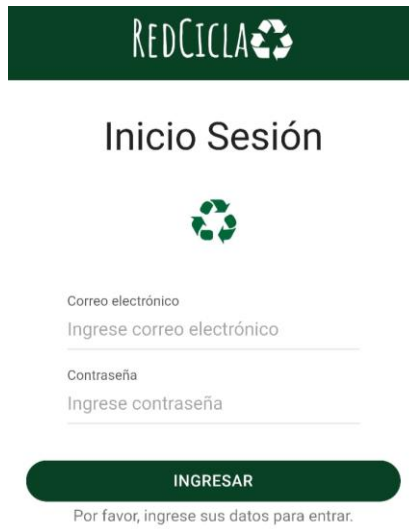 REDCICLA
Inicio Sesión
Correo electrónico
Ingrese correo electrónico
Contraseña
Ingrese contraseña
INGRESAR
Por favor, ingrese sus datos para entrar.